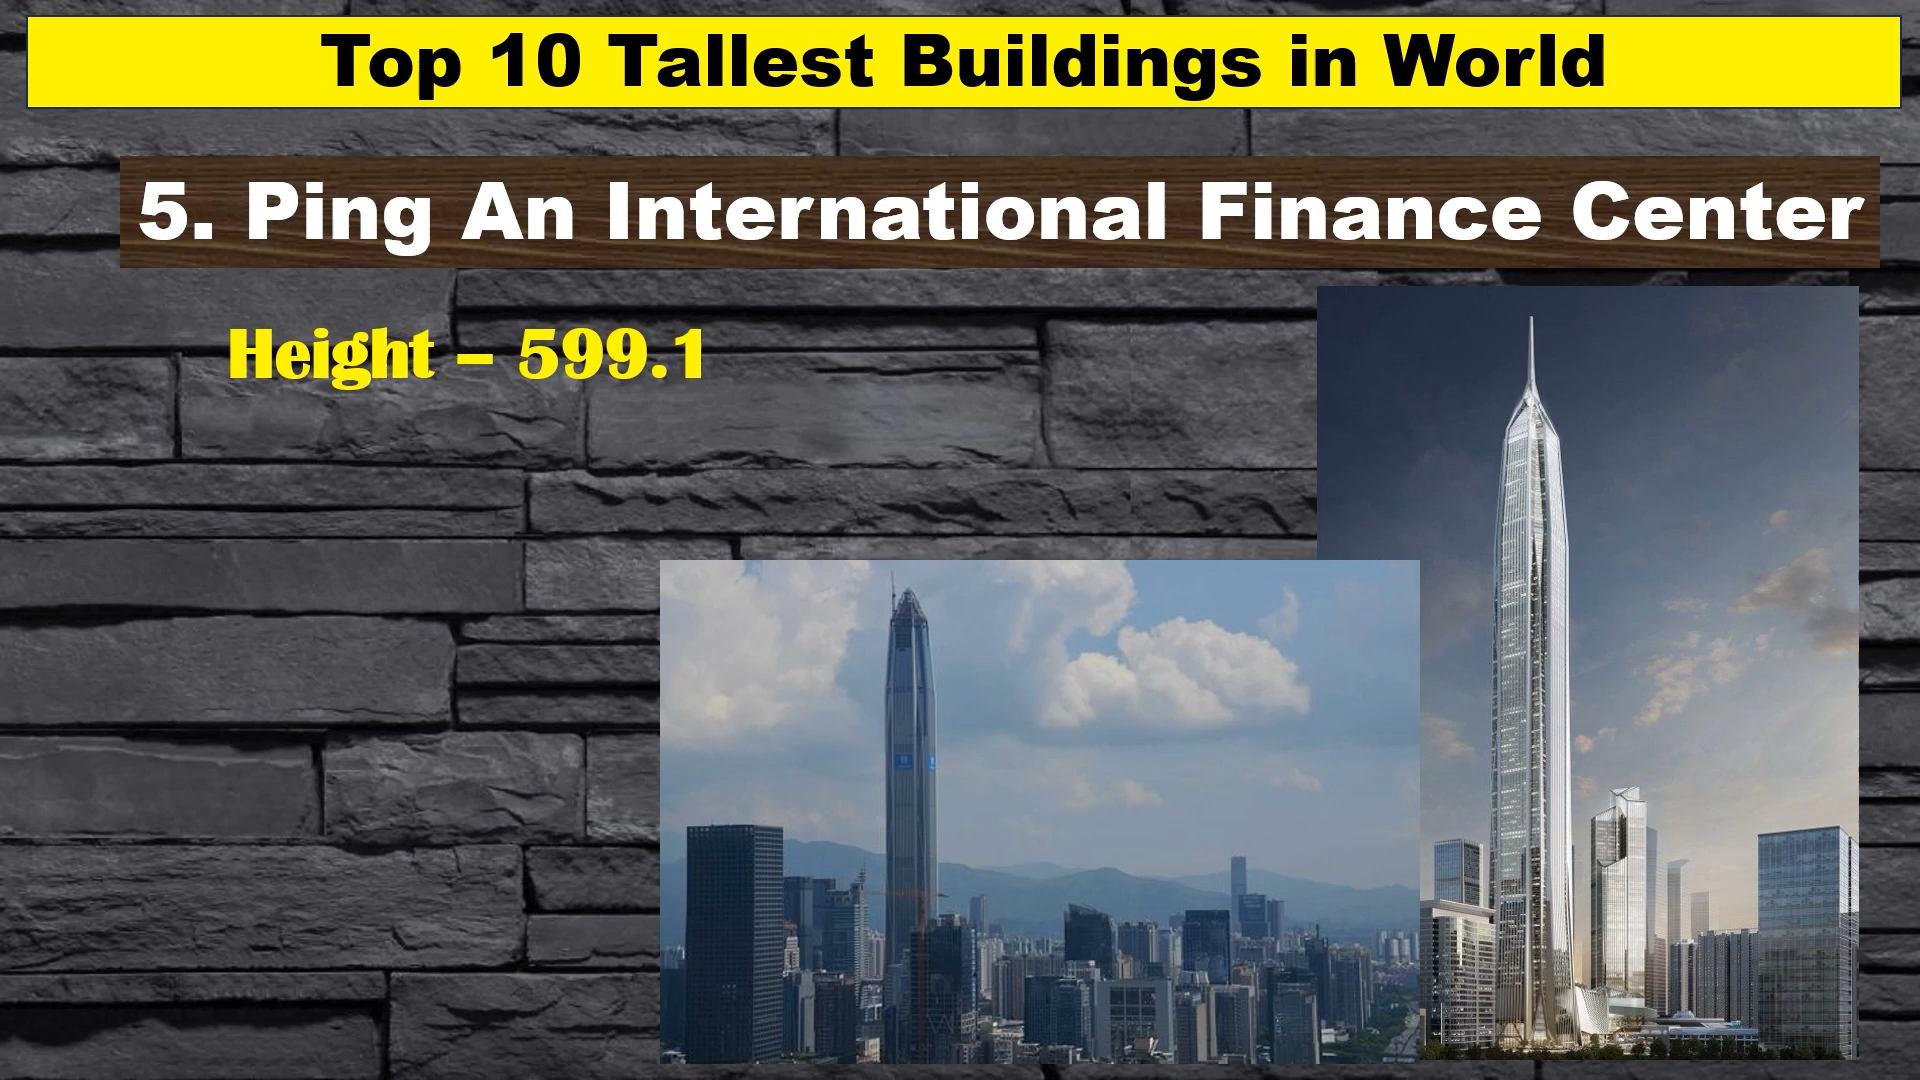 Top 10 Tallest Buildings in World
5. Ping An International Finance Center
Height – 599.1